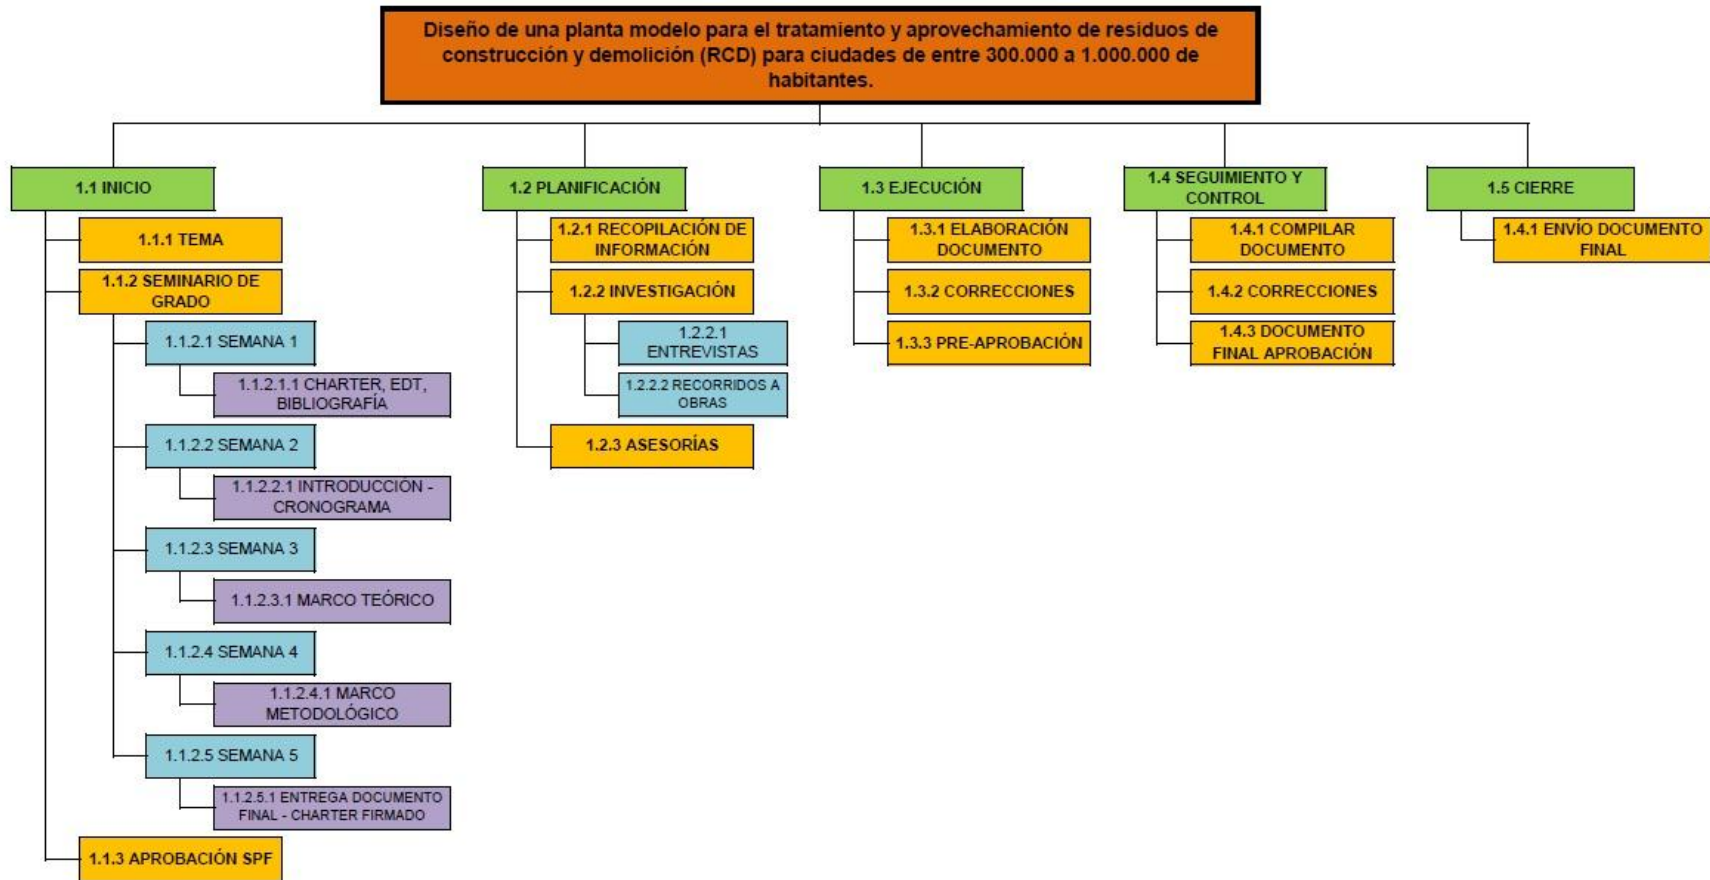 Diseño de una planta modelo para el tratamiento y aprovechamiento de residuos de
construcción y demolición (RCD) para ciudades de entre 300.000 a 1.000.000 de
habitantes.
1.1 INICIO
1.1.1 TEMA
1.1.2 SEMINARIO DE
GRADO
1.1.2.1 SEMANA 1
1.1.2.1.1 CHARTER, EDT,
BIBLIOGRAFÍA
1.1.2.2 SEMANA 2
1.1.2.2.1 INTRODUCCIÓN -
CRONOGRAMA
1.1.2.3 SEMANA 3
1.1.2.3.1 MARCO TEÓRICO
1.1.2.4 SEMANA 4
1.1.2.4.1 MARCO
METODOLÓGICO
1.1.2.5 SEMANA 5
1.1.2.5.1 ENTREGA DOCUMENTO
FINAL - CHARTER FIRMADO
1.1.3 APROBACIÓN SPF
1.2 PLANIFICACIÓN
1.2.1 RECOPILACIÓN DE
INFORMACIÓN
1.2.2 INVESTIGACIÓN
1.2.2.1
ENTREVISTAS
1.2.2.2 RECORRIDOS A
OBRAS
1.2.3 ASESORÍAS
1.3 EJECUCIÓN
1.3.1 ELABORACIÓN
DOCUMENTO
1.3.2 CORRECCIONES
1.3.3 PRE-APROBACIÓN
1.4 SEGUIMIENTO Y
CONTROL
1.4.1 COMPILAR
DOCUMENTO
1.4.2 CORRECCIONES
1.4.3 DOCUMENTO
FINAL APROBACIÓN
1.5 CIERRE
1.4.1 ENVÍO DOCUMENTO
FINAL